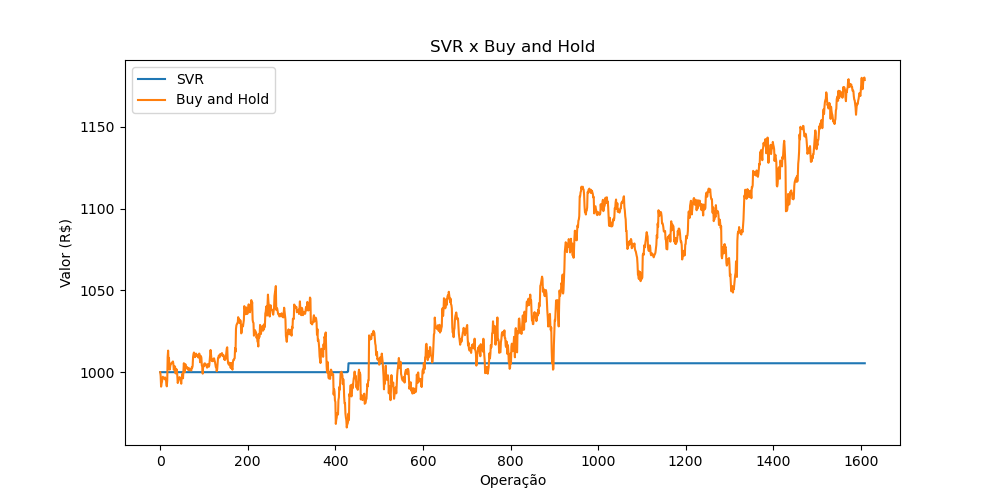 SVR x Buy and Hold
SVR
Buy and Hold
Valor (R$)
1150
1100
1050
1000
0 200 400 600 800 1000 1200 1400 1600
Operação